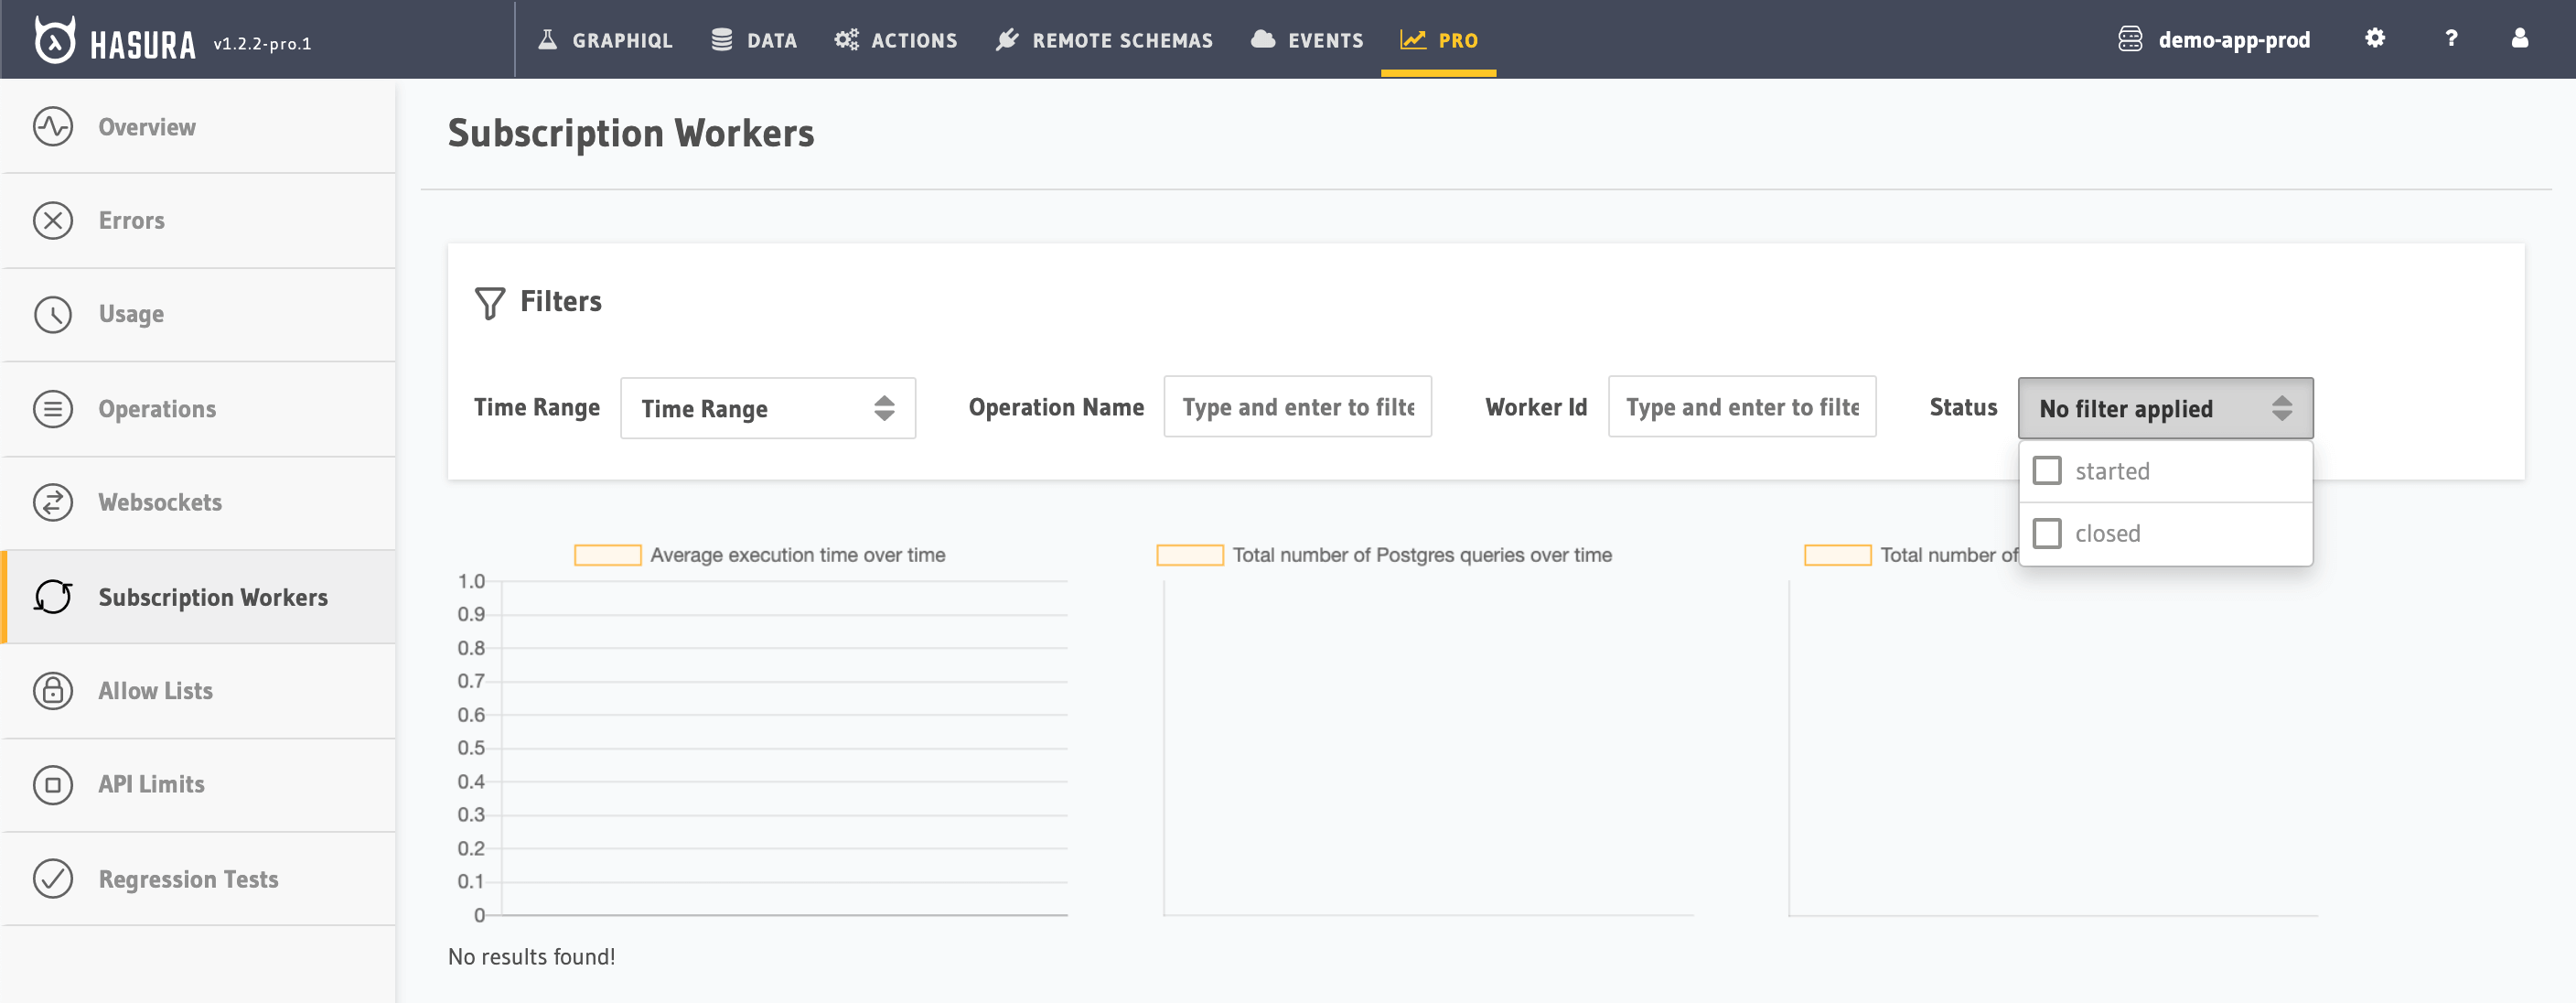 HASURA v1.2.2-pro.1
GRAPHIQL
DATA
ACTIONS
REMOTE SCHEMAS
EVENTS
PRO
demo-app-prod
?
Overview
Errors
Usage
Operations
Websockets
Subscription Workers
Allow Lists
API Limits
Regression Tests
Subscription Workers
Filters
Time Range
Time Range
Operation Name
Type and enter to filte
Worker Id
Type and enter to filte
Status
No filter applied
started
closed
Average execution time over time
1.0
0.9
0.8
0.7
0.6
0.5
0.4
0.3
0.2
0.1
0
Total number of Postgres queries over time
Total number of
No results found!